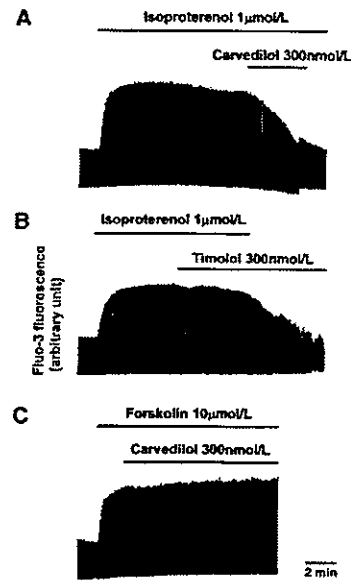 A
Isoproterenol 1μmol/L
Carvedilol 300nmol/L
B
Isoproterenol 1μmol/L
Timolol 300nmol/L
Fluo-3 fluorescence
(arbitrary unit)
C
Forskolin 10μmol/L
Carvedilol 300nmol/L
2 min